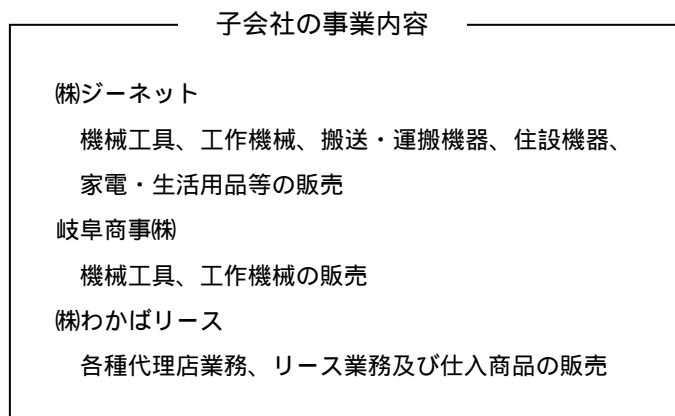 子会社の事業内容
㈱ジーネット
機械工具、工作機械、搬送・運搬機器、住設機器、
家電・生活用品等の販売
岐阜商事㈱
機械工具、工作機械の販売
㈱わかばリース
各種代理店業務、リース業務及び仕入商品の販売